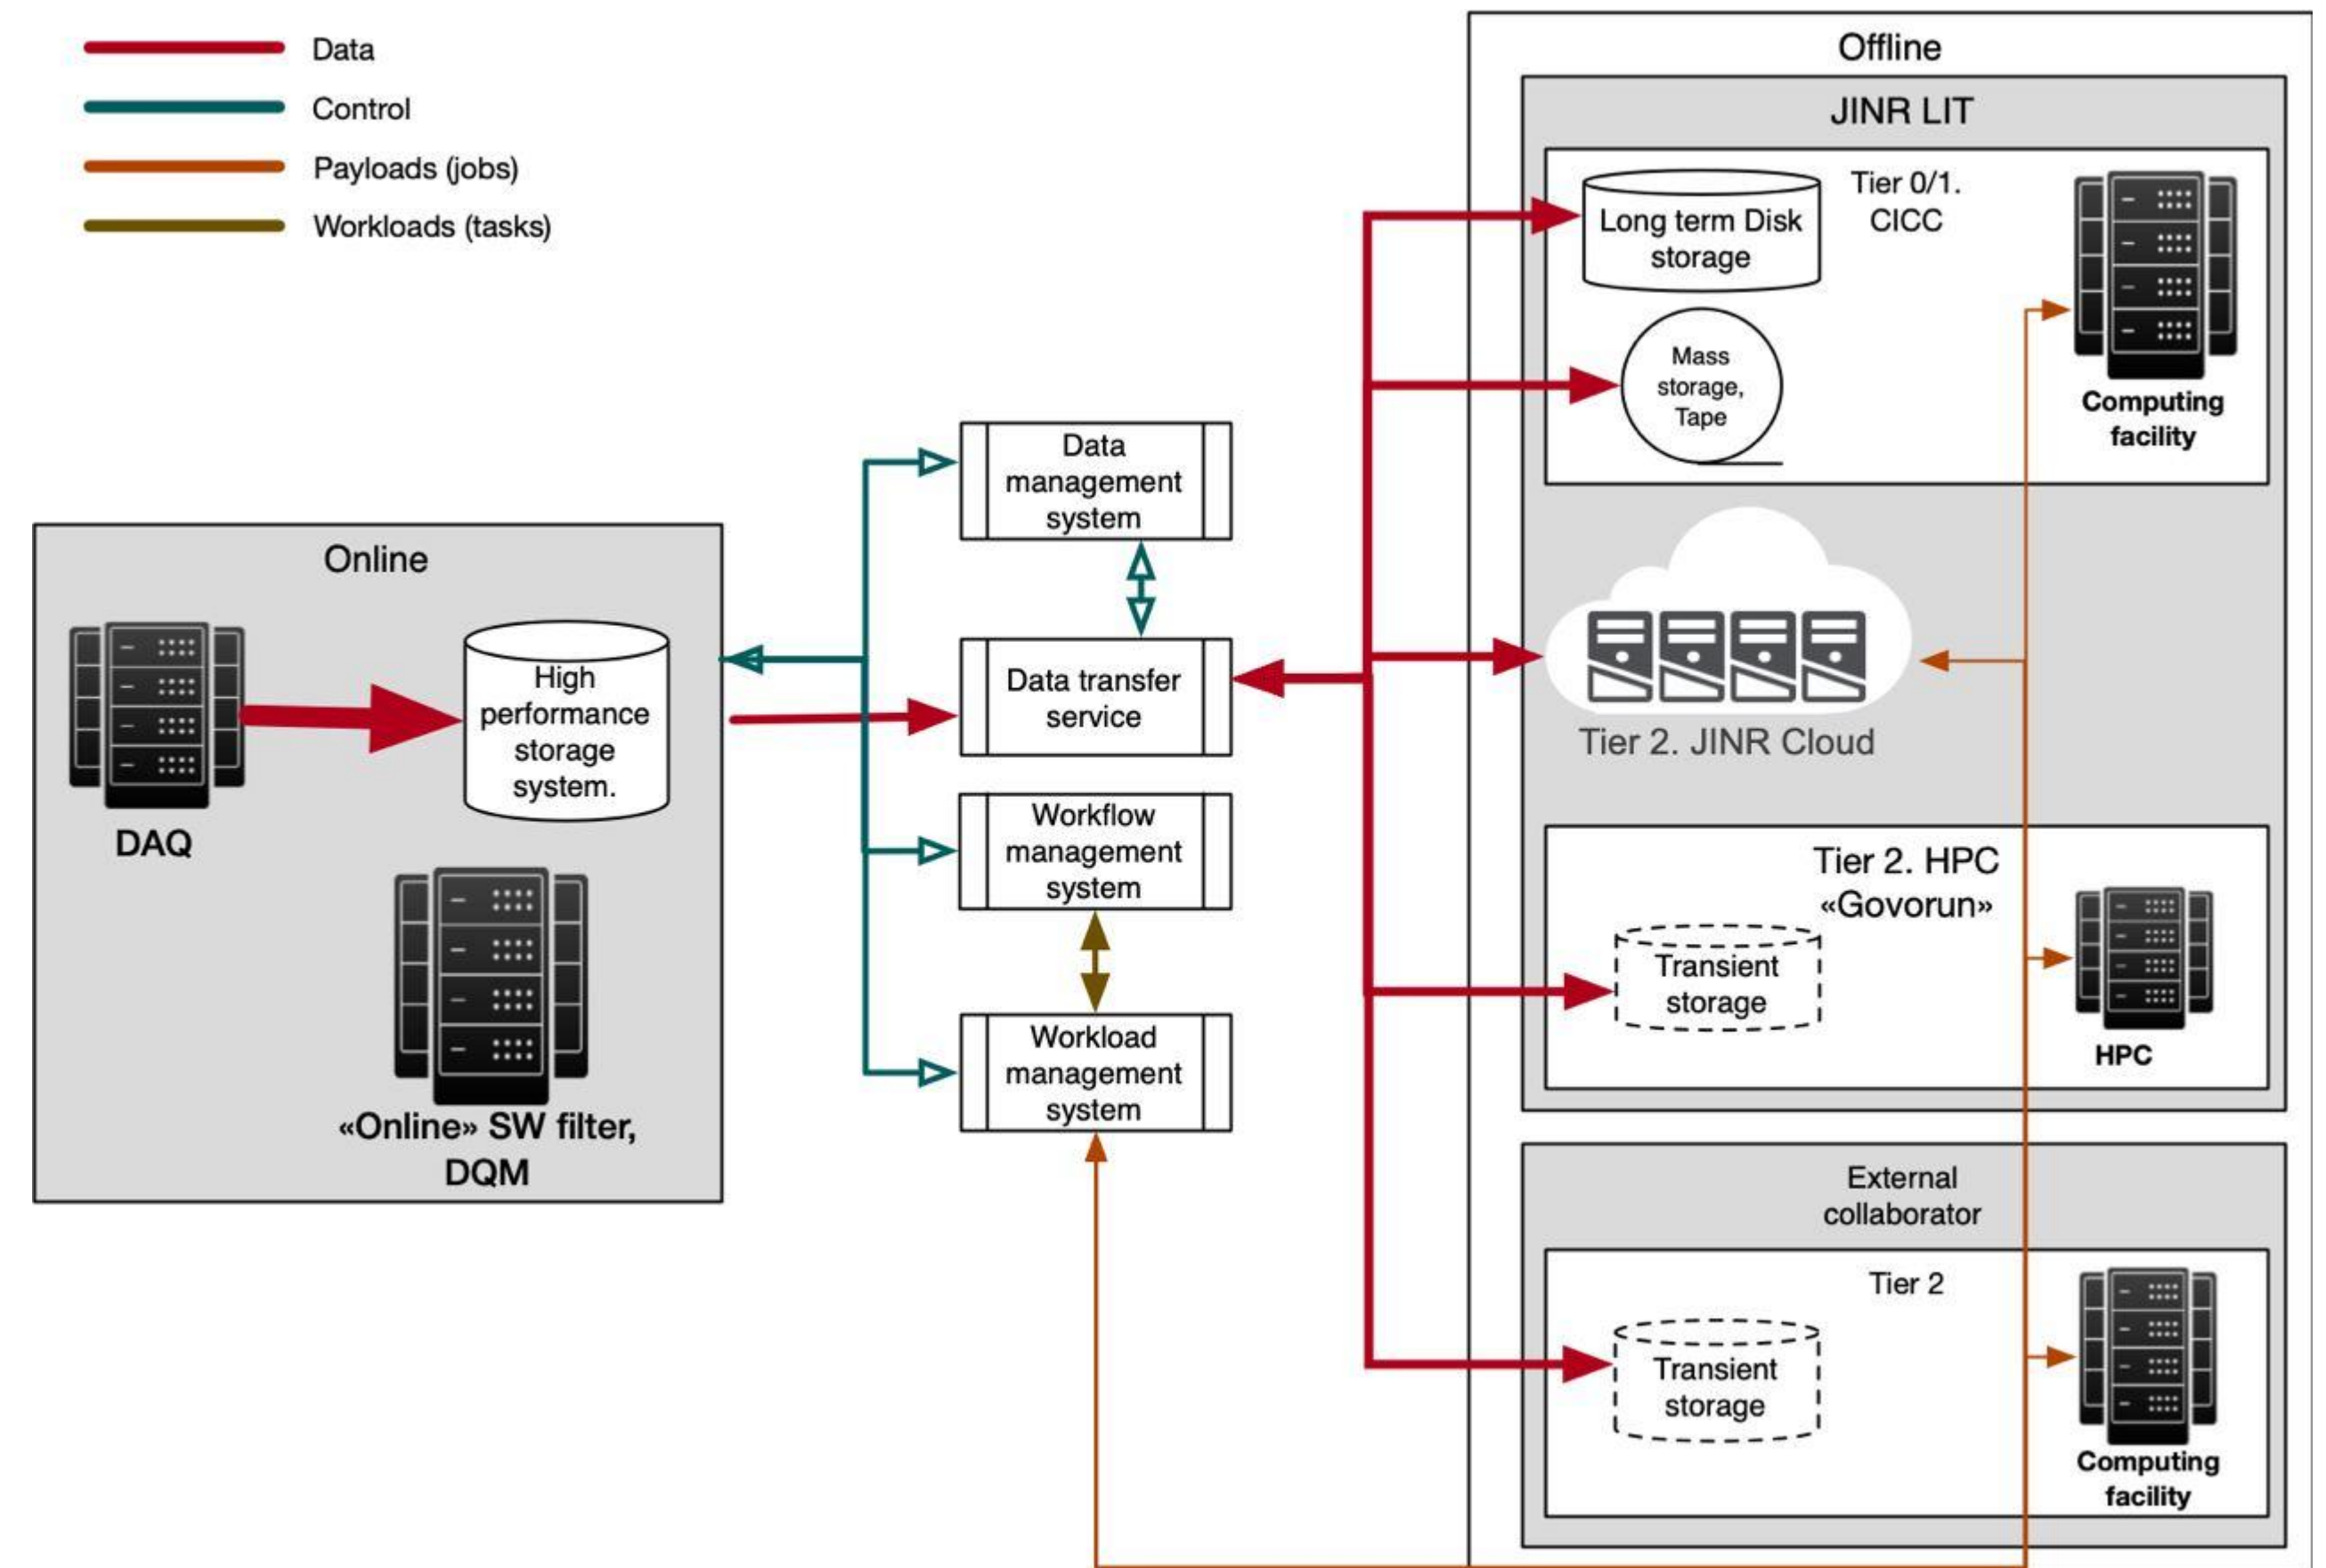 Data
Control
Payloads (jobs)
Workloads (tasks)
Online
DAQ
High
performance
storage
system.
«Online» SW filter,
DQM
Data
management
system
Data transfer
service
Workflow
management
system
Workload
management
system
Offline
JINR LIT
Long term Disk
storage
Tier 0/1.
CICC
Mass
storage,
Tape
Computing
facility
Tier 2. JINR Cloud
Tier 2. HPC
«Govorun»
Transient
storage
HPC
External
collaborator
Tier 2
Transient
storage
Computing
facility